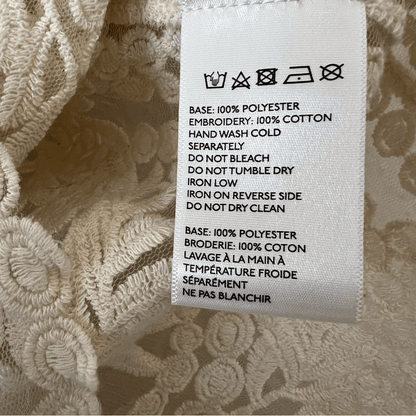 BASE: 100% POLYESTER
EMBROIDERY: 100% COTTON
HAND WASH COLD
SEPARATELY
DO NOT BLEACH
DO NOT TUMBLE DRY
IRON LOW
IRON ON REVERSE SIDE
DO NOT DRY CLEAN
BASE: 100% POLYESTER
BRODERIE: 100% COTON
LAVAGE À LA MAIN À
TEMPÉRATURE FROIDE
SÉPARÉMENT
NE PAS BLANCHIR